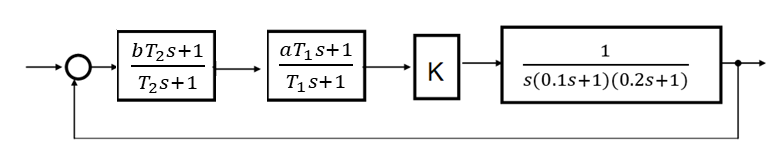 bT₂s+1
T₂s+1
aT₁s+1
T₁s+1
K
1
s(0.1s+1)(0.2s+1)